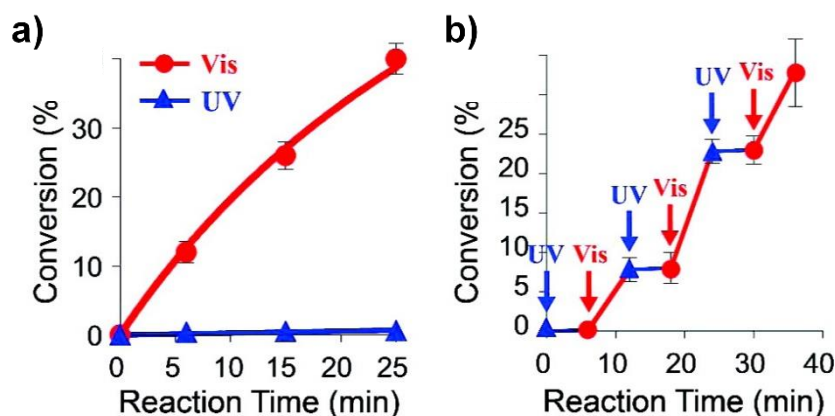 a)
Vis
UV
Conversion (%
30
20
10
0
0 5 10 15 20 25
Reaction Time (min)
b)
UV Vis
UV Vis
UV Vis
Conversion (%
25
20
15
10
5
0
0 10 20 30 40
Reaction Time (min)